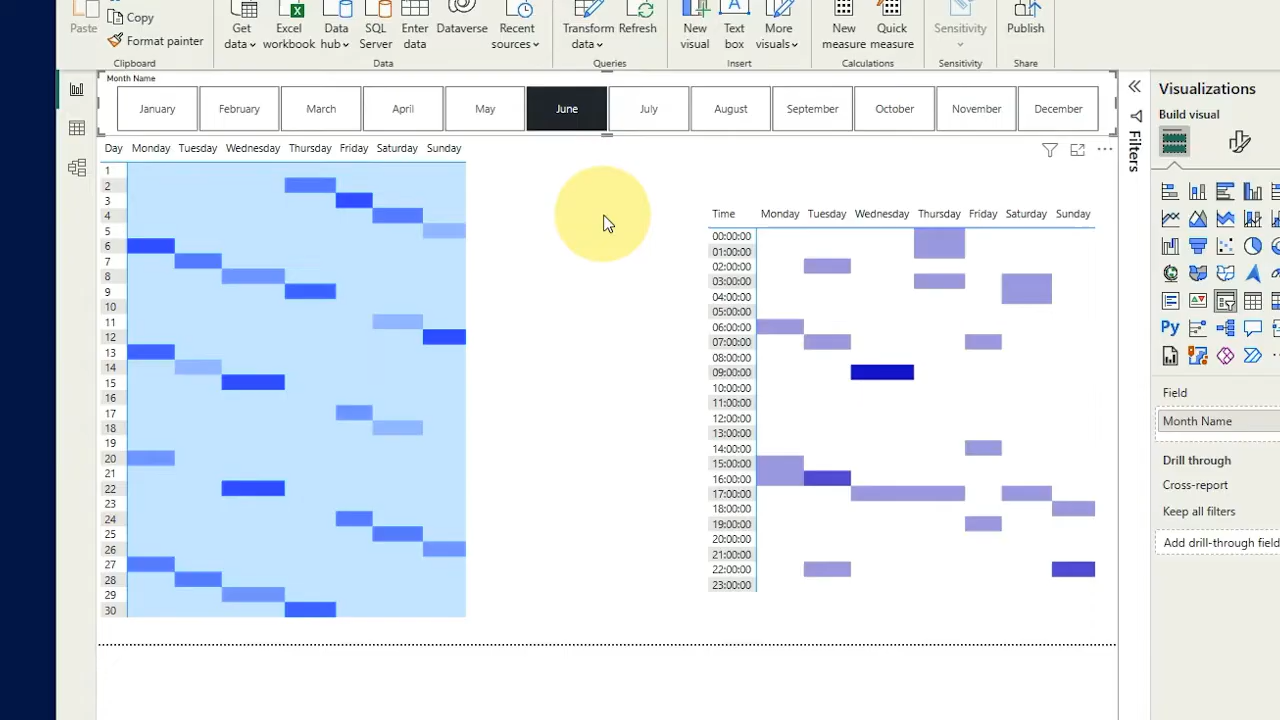 Paste
Copy
Format painter
Clipboard
Get data
Excel workbook
Data hub
SQL Server
Enter data
Dataverse
Recent sources
Data
Transform data
Refresh
Queries
New visual
Text box
More visuals
Insert
New measure
Quick measure
Calculations
Sensitivity
Sensitivity
Publish
Share
Month Name
January February March April May June July August September October November December
Day Monday Tuesday Wednesday Thursday Friday Saturday Sunday
1
2
3
4
5
6
7
8
9
10
11
12
13
14
15
16
17
18
19
20
21
22
23
24
25
26
27
28
29
30
Time Monday Tuesday Wednesday Thursday Friday Saturday Sunday
00:00:00
01:00:00
02:00:00
03:00:00
04:00:00
05:00:00
06:00:00
07:00:00
08:00:00
09:00:00
10:00:00
11:00:00
12:00:00
13:00:00
14:00:00
15:00:00
16:00:00
17:00:00
18:00:00
19:00:00
20:00:00
21:00:00
22:00:00
23:00:00
Filters
Visualizations
Build visual
Py
Field
Month Name
Drill through
Cross-report
Keep all filters
Add drill-through field